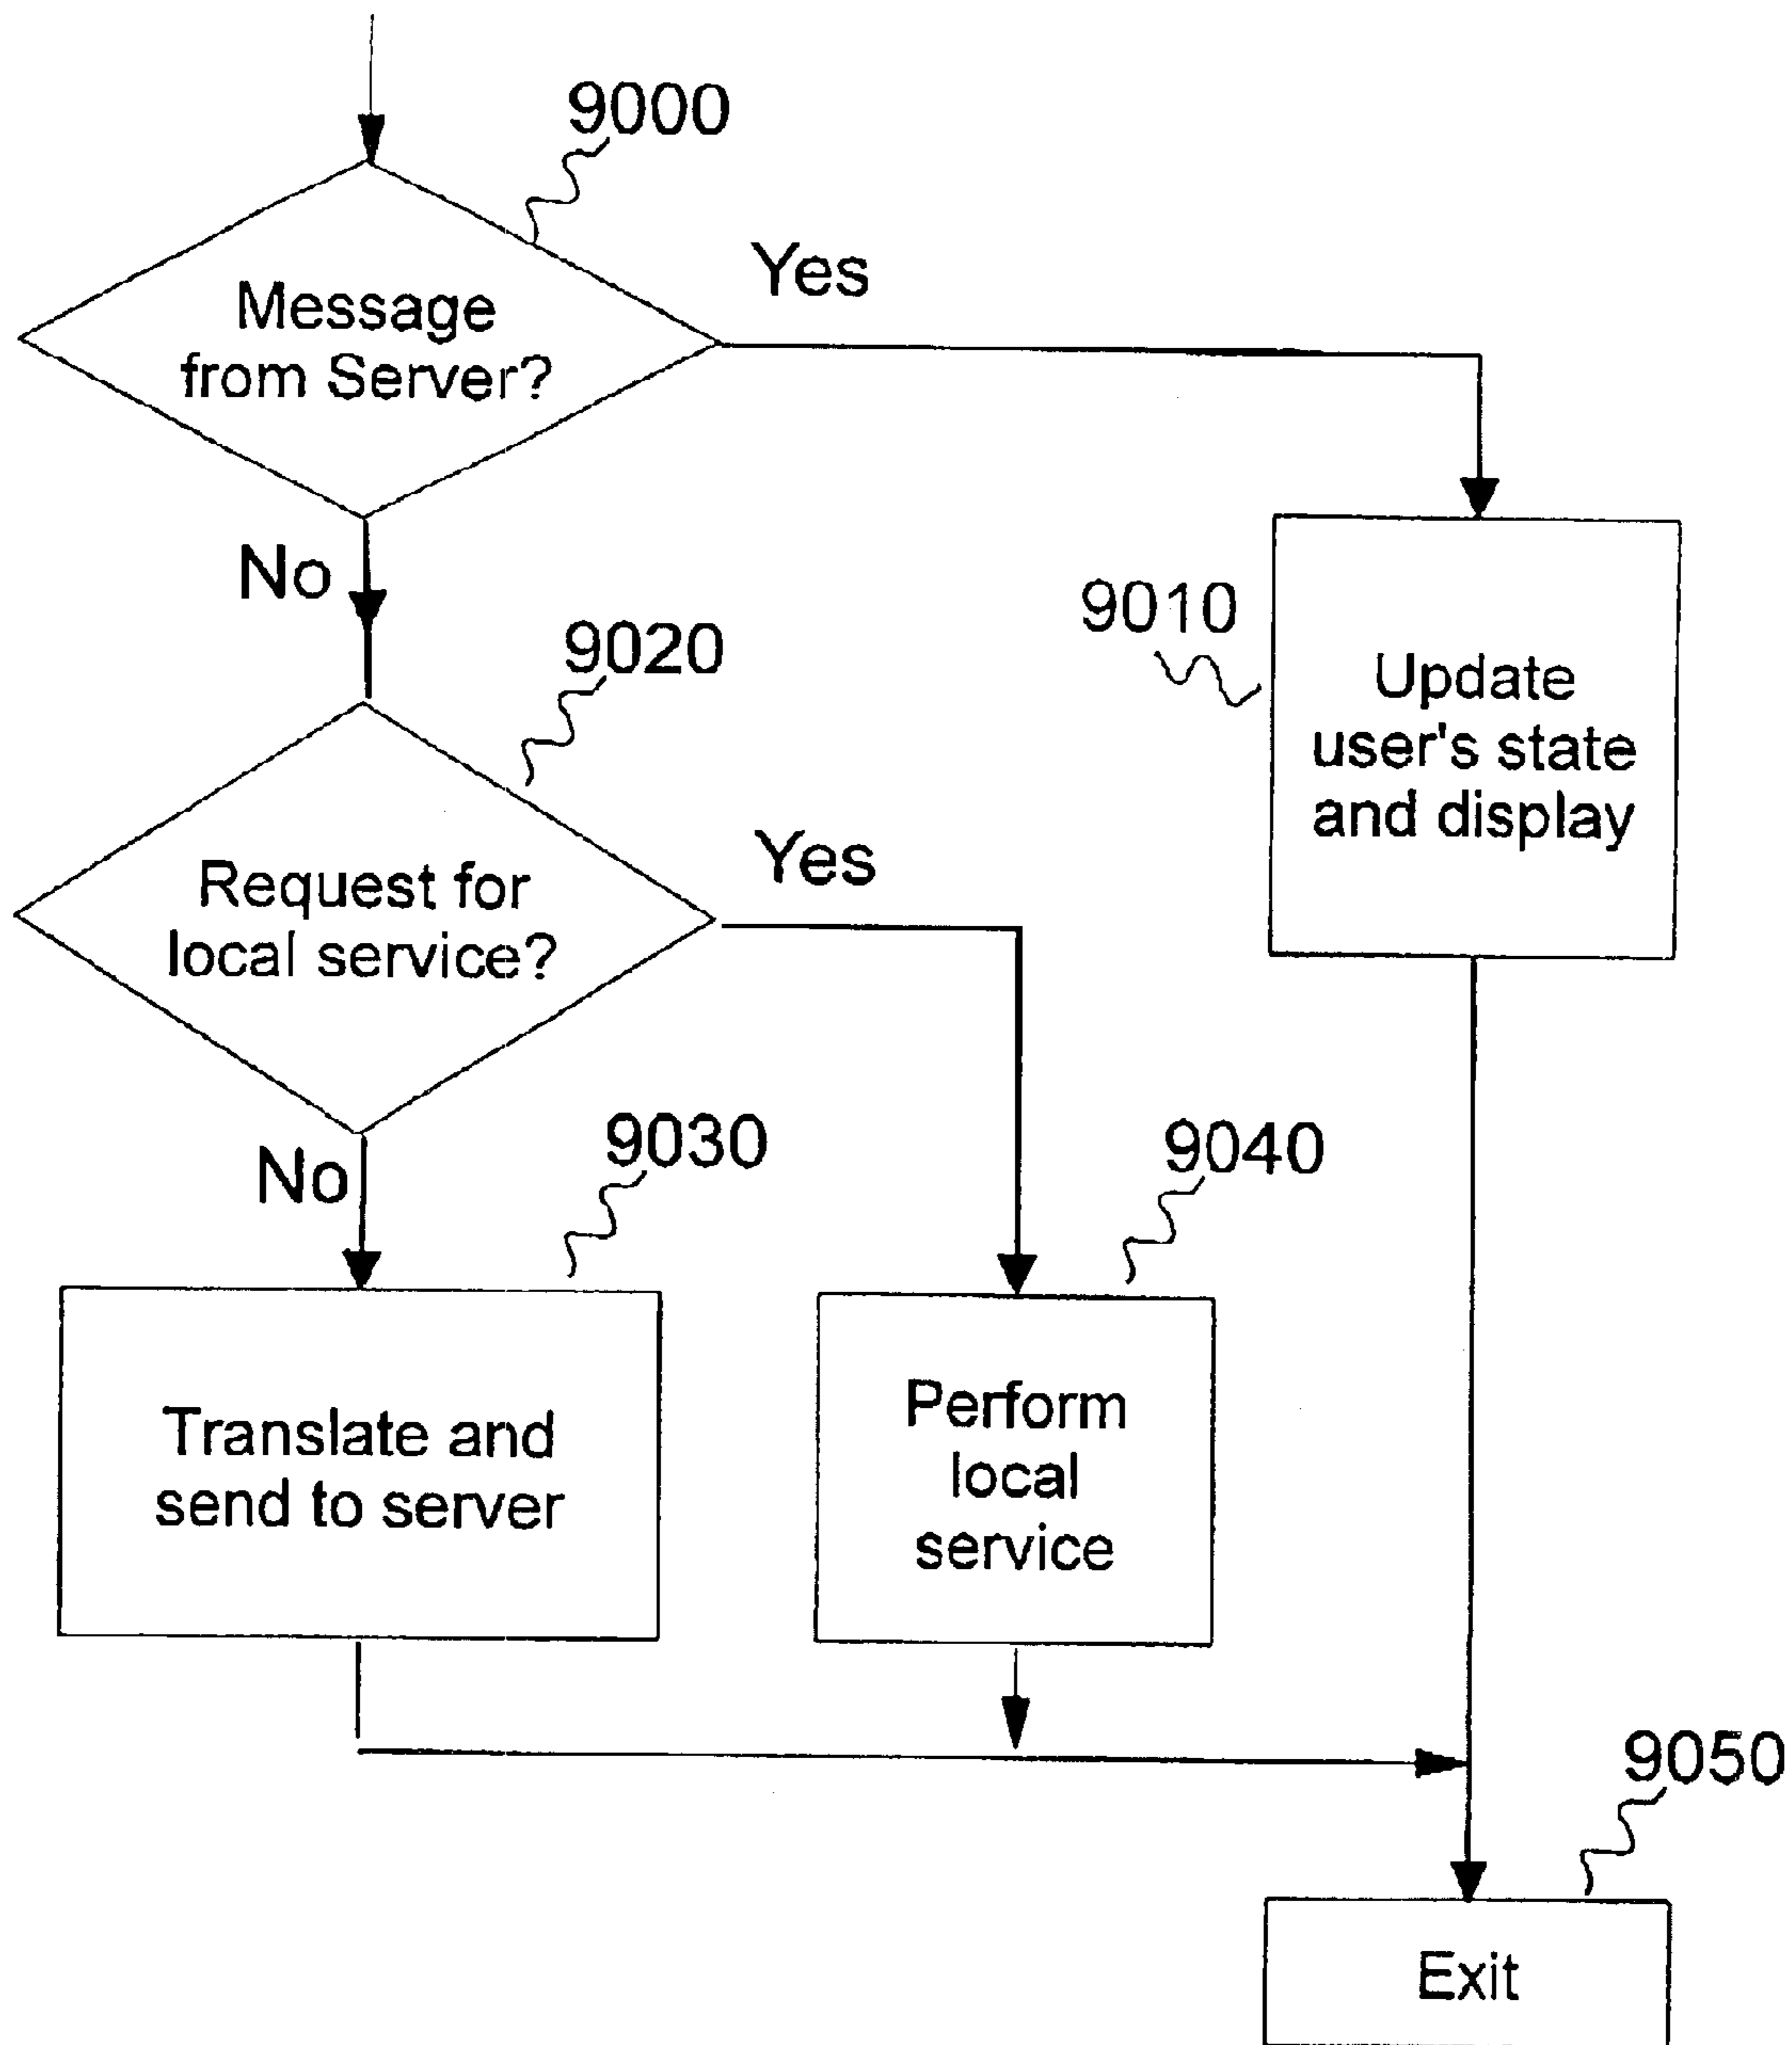 9000
Message
from Server?
Yes
No
9010
Update
user's state
and display
9020
Request for
local service?
Yes
No
9030
Translate and
send to server
9040
Perform
local
service
9050
Exit